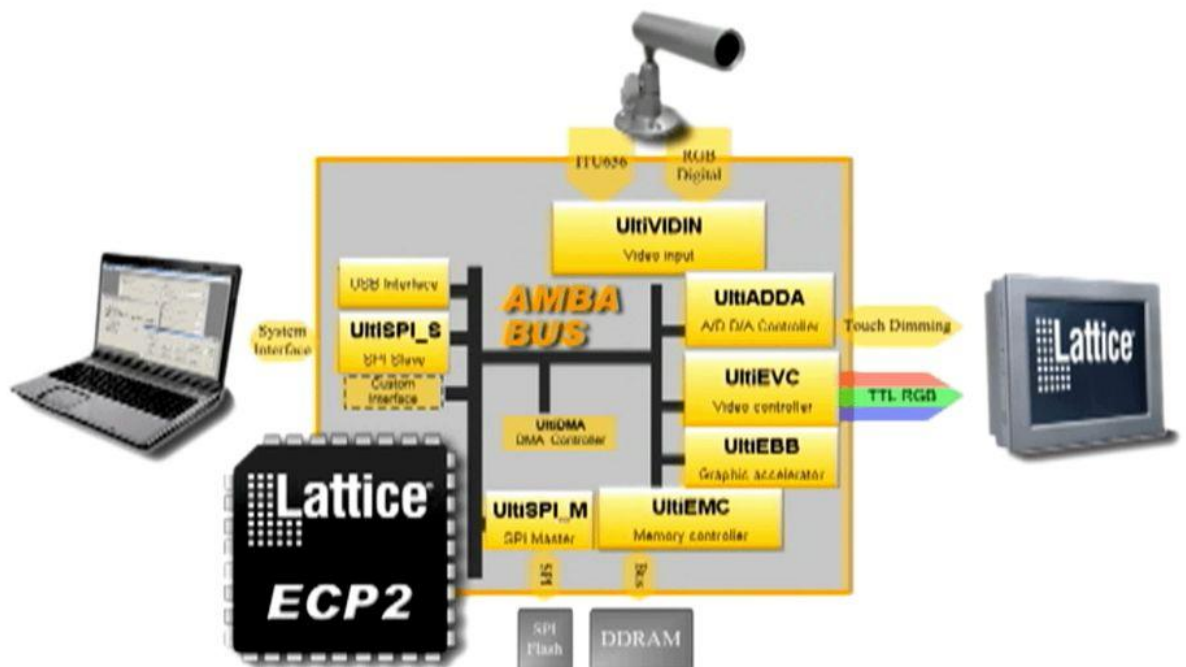 ITU656
RGB
Digital
UltiVIDIN
Video input
USB Interface
AMBA
BUS
UltiADDA
A/D D/A Controller
Touch Dimming
System
Interface
UltiSPI_S
SPI Slave
Custom
Interface
UltiEVC
Video controller
TTL RGB
Lattice
UltiDMA
DMA Controller
UltiEBB
Graphic accelerator
Lattice
ECP2
UltiSPI_M
SPI Master
UltiEMC
Memory controller
SPI
Bus
SPI
Flash
DDRAM